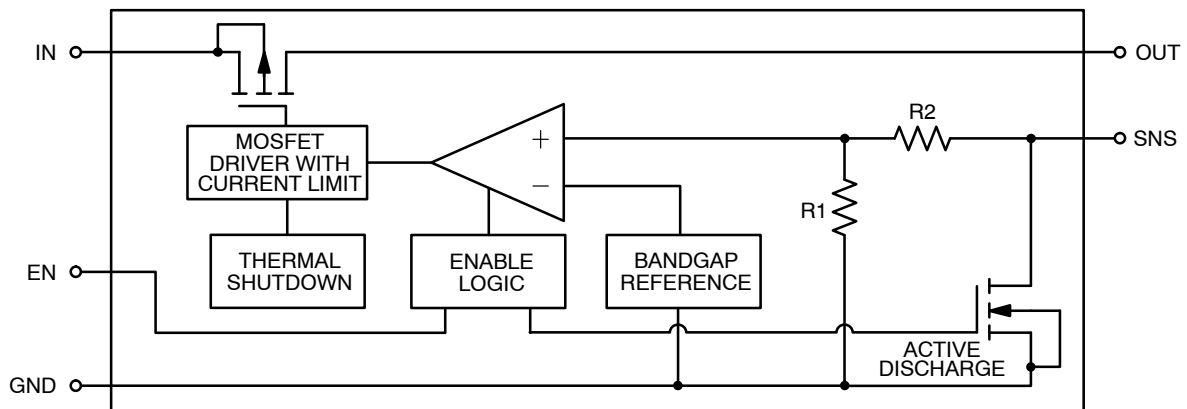 IN
OUT
R2
+
SNS
MOSFET
DRIVER WITH
CURRENT LIMIT
−
R1
EN
THERMAL
SHUTDOWN
ENABLE
LOGIC
BANDGAP
REFERENCE
ACTIVE
DISCHARGE
GND